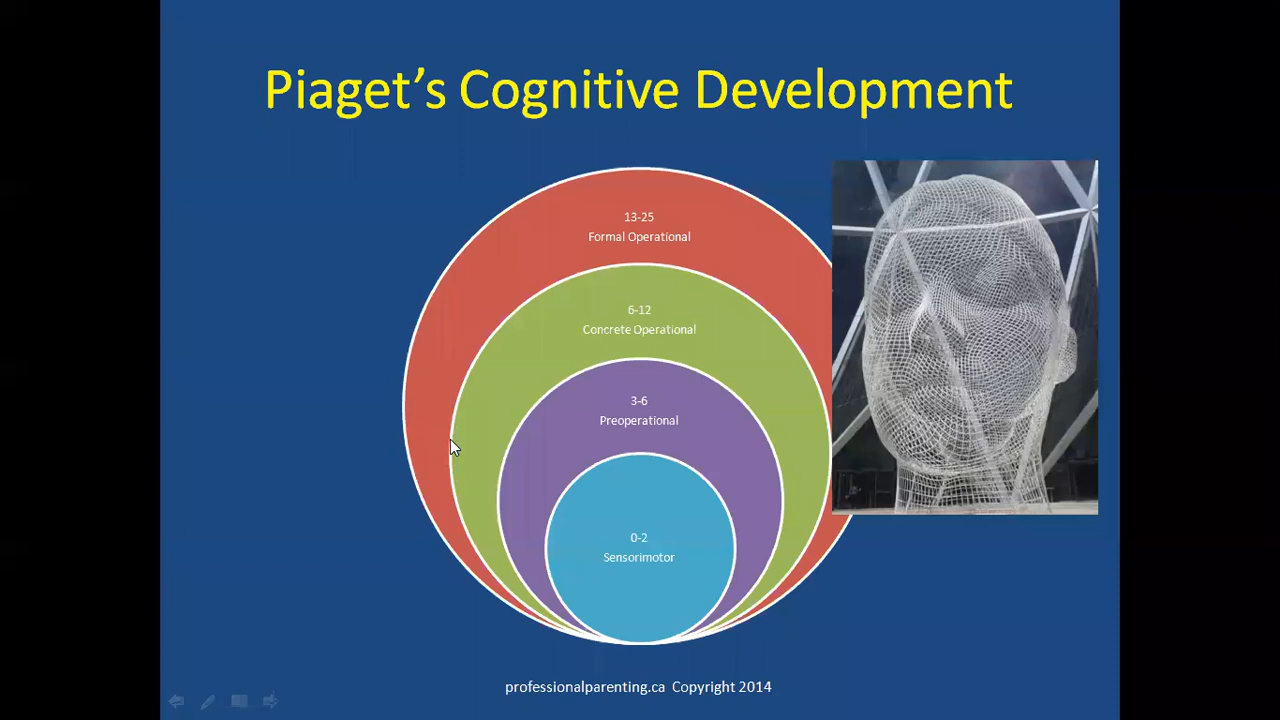 Piaget's Cognitive Development
13-25
Formal Operational
6-12
Concrete Operational
3-6
Preoperational
0-2
Sensorimotor
professionalparenting.ca Copyright 2014